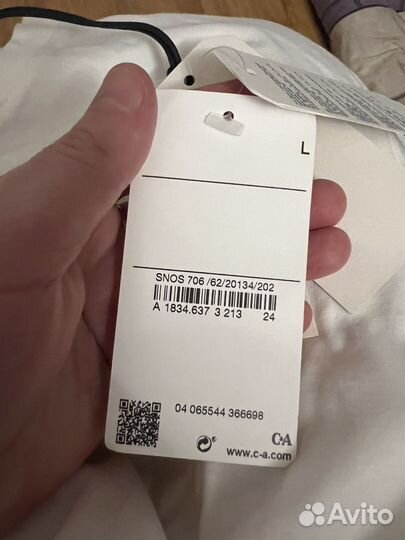 L
SNOS 706 /62/20134/202
A 1834.637 3 213 24
04 065544 366698
C&A
www.c-a.com
Avito